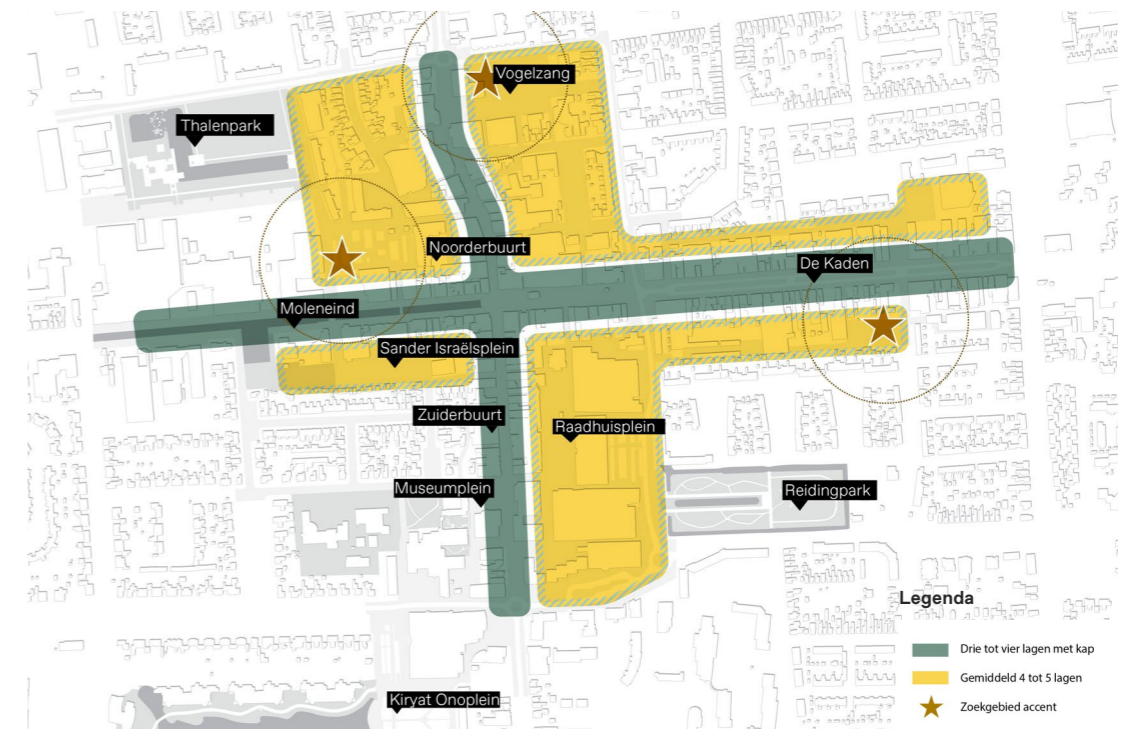 Vogelzang
Thalenpark
Noorderbuurt
De Kaden
Moleneind
Sander Israëlsplein
Zuiderbuurt
Raadhuisplein
Museumplein
Reidingpark
Kiryat Onoplein
Legenda
Drie tot vier lagen met kap
Gemiddeld 4 tot 5 lagen
Zoekgebied accent